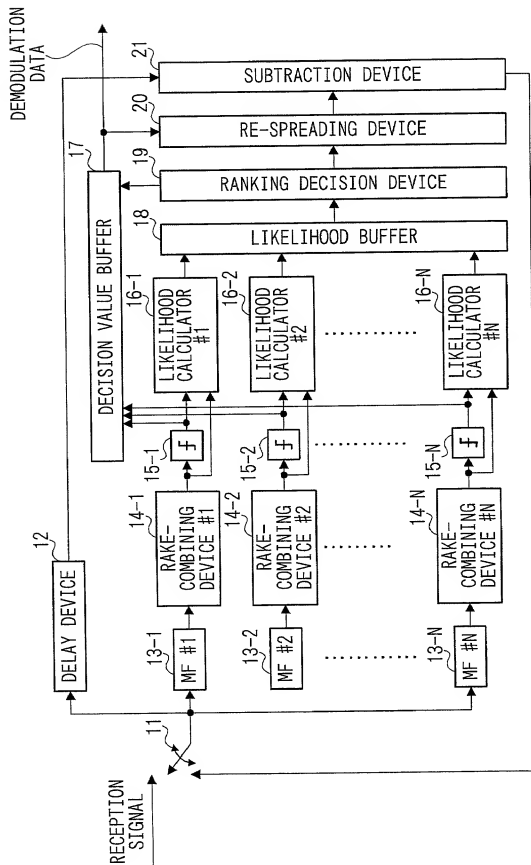 DEMODULATION
DATA
17
DECISION VALUE BUFFER
12
DELAY DEVICE
11
RECEPTION
SIGNAL
13-1
MF #1
14-1
RAKE-
COMBINING
DEVICE #1
15-1
16-1
LIKELIHOOD
CALCULATOR
#1
13-2
MF #2
14-2
RAKE-
COMBINING
DEVICE #2
15-2
16-2
LIKELIHOOD
CALCULATOR
#2
13-N
MF #N
14-N
RAKE-
COMBINING
DEVICE #N
15-N
16-N
LIKELIHOOD
CALCULATOR
#N
18
LIKELIHOOD BUFFER
19
RANKING DECISION DEVICE
20
RE-SPREADING DEVICE
21
SUBTRACTION DEVICE